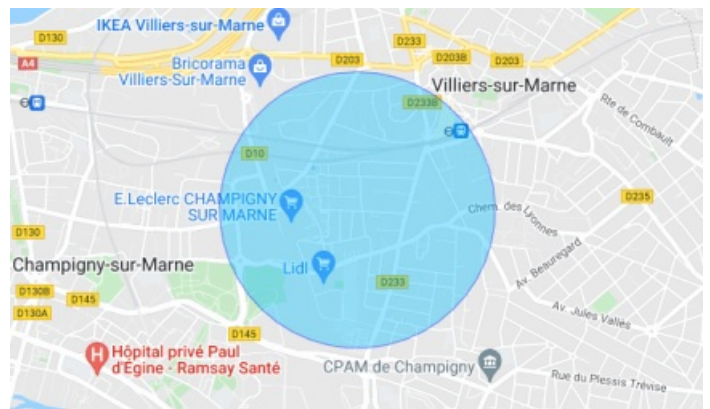 IKEA Villiers-sur-Marne
D130
D233
D203B
D203
D203
A4
Bricorama
Villiers-Sur-Marne
Villiers-sur-Marne
D233B
Rte de Combault
D10
E.Leclerc CHAMPIGNY
SUR MARNE
D235
Chem. des Lyonnes
D130
Champigny-sur-Marne
Lidl
D233
Av. Beauregard
D130B
D145
D130A
Av. Jules Vallès
D145
Hôpital privé Paul
d'Egine - Ramsay Santé
CPAM de Champigny
Rue du Plessis Trévise